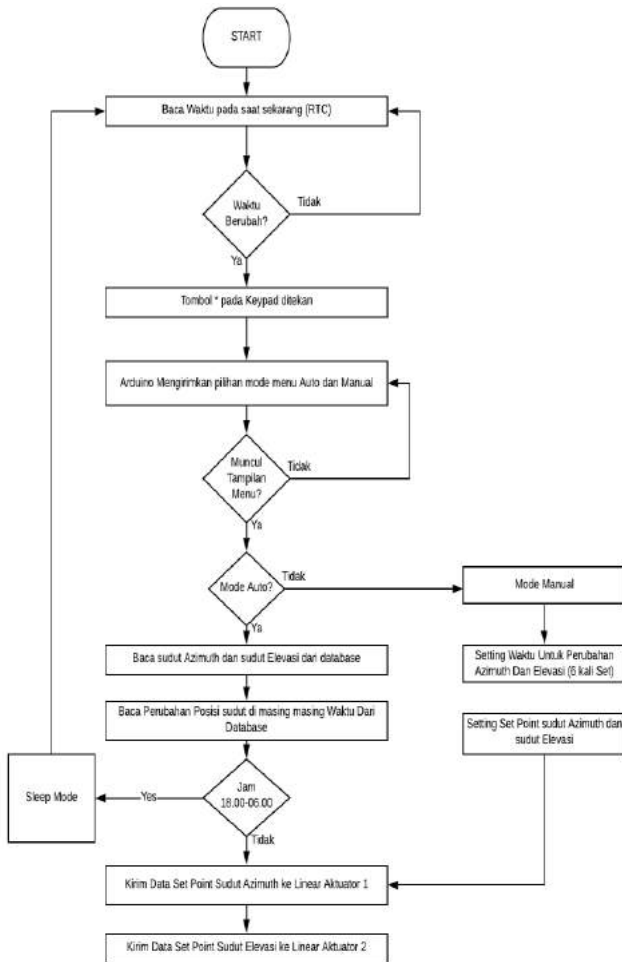 START
Baca Waktu pada saat sekarang (RTC)
Waktu
Berubah?
Tidak
Ya
Tombol * pada Keypad ditekan
Arduino Mengirimkan pilihan mode menu Auto dan Manual
Muncul
Tampilan
Menu?
Tidak
Ya
Mode Auto?
Tidak
Mode Manual
Ya
Baca sudut Azimuth dan sudut Elevasi dari database
Setting Waktu Untuk Perubahan
Azimuth Dan Elevasi (6 kali Set)
Baca Perubahan Posisi sudut di masing masing Waktu Dari
Database
Setting Set Point sudut Azimuth dan
sudut Elevasi
Jam
18.00-06.00
Yes
Sleep Mode
Tidak
Kirim Data Set Point Sudut Azimuth ke Linear Aktuator 1
Kirim Data Set Point Sudut Elevasi ke Linear Aktuator 2